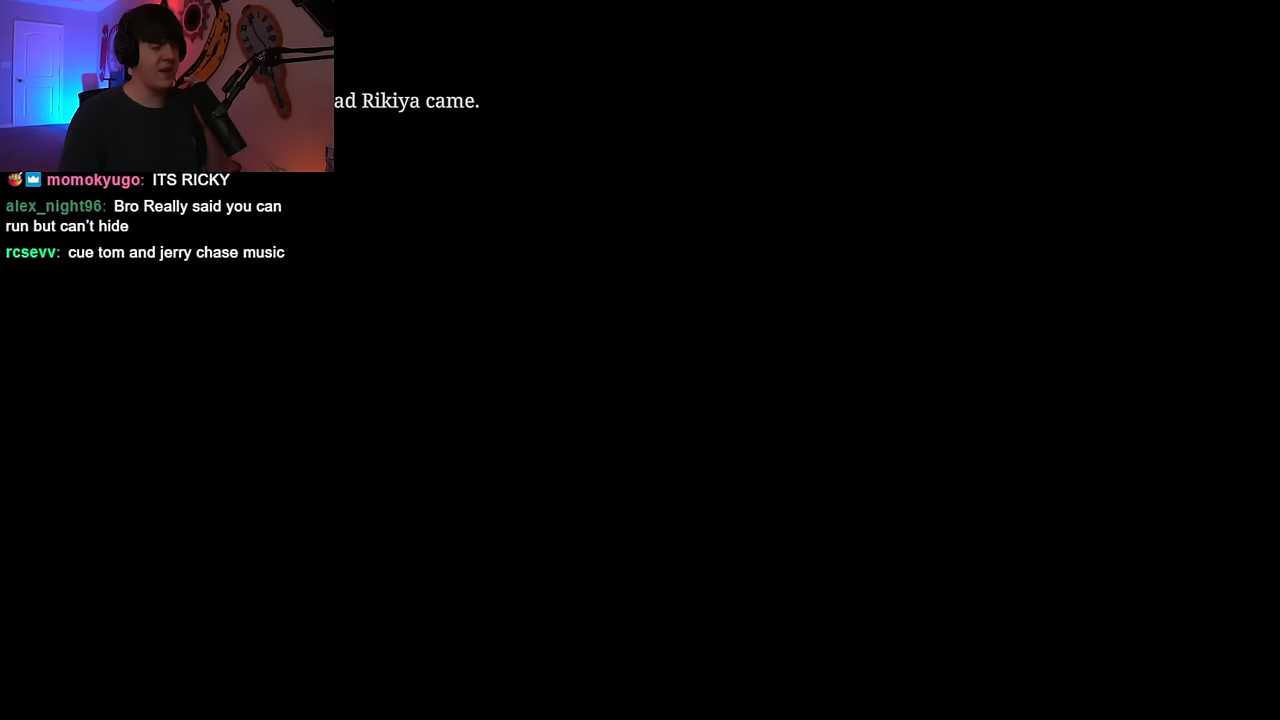 ad Rikiya came.
momokyugo: ITS RICKY
alex_night96: Bro Really said you can
run but can't hide
rcsevv: cue tom and jerry chase music